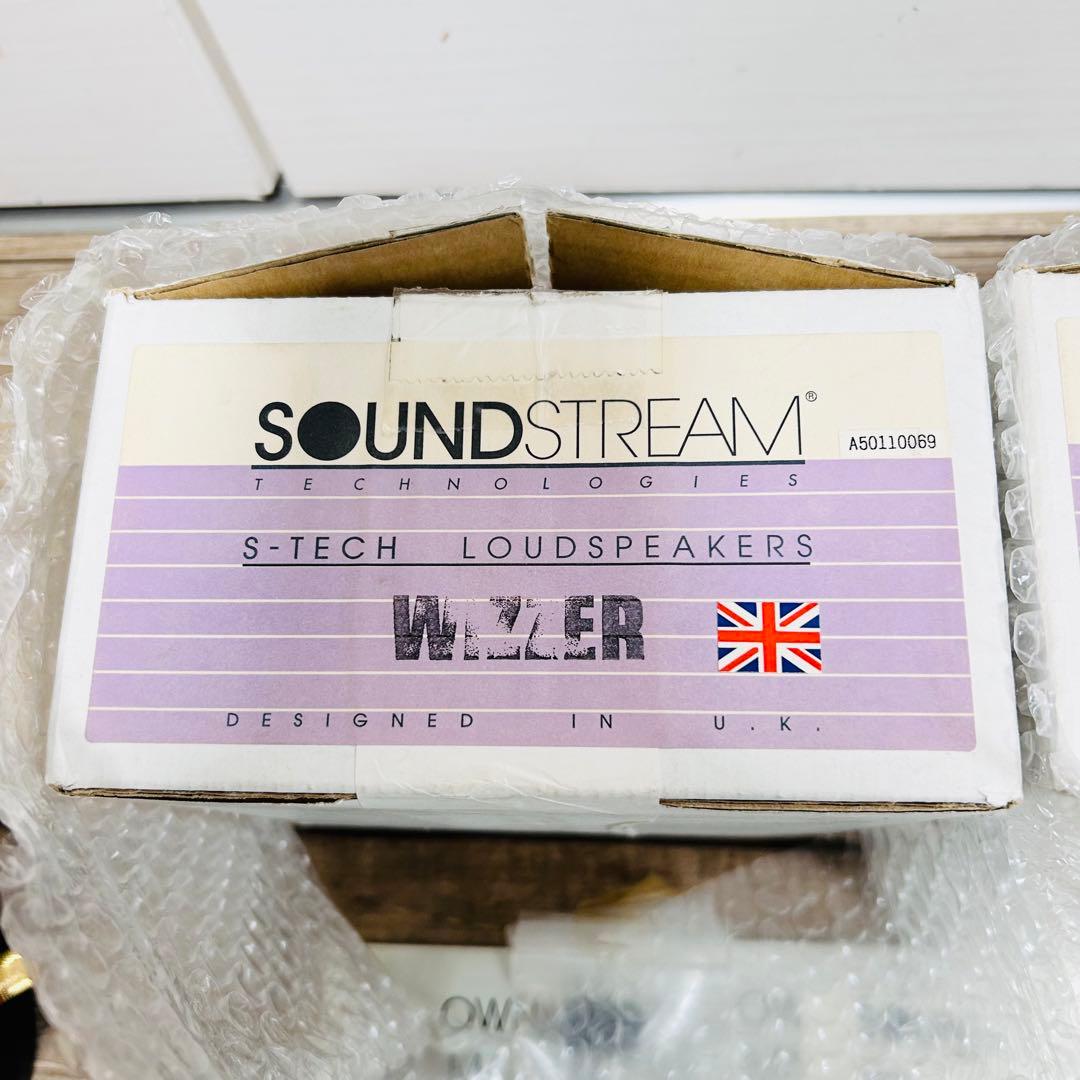 SOUNDSTREAM®
A50110069
TECHNOLOGIES
S-TECH LOUDSPEAKERS
WIZZER
DESIGNED IN U.K.